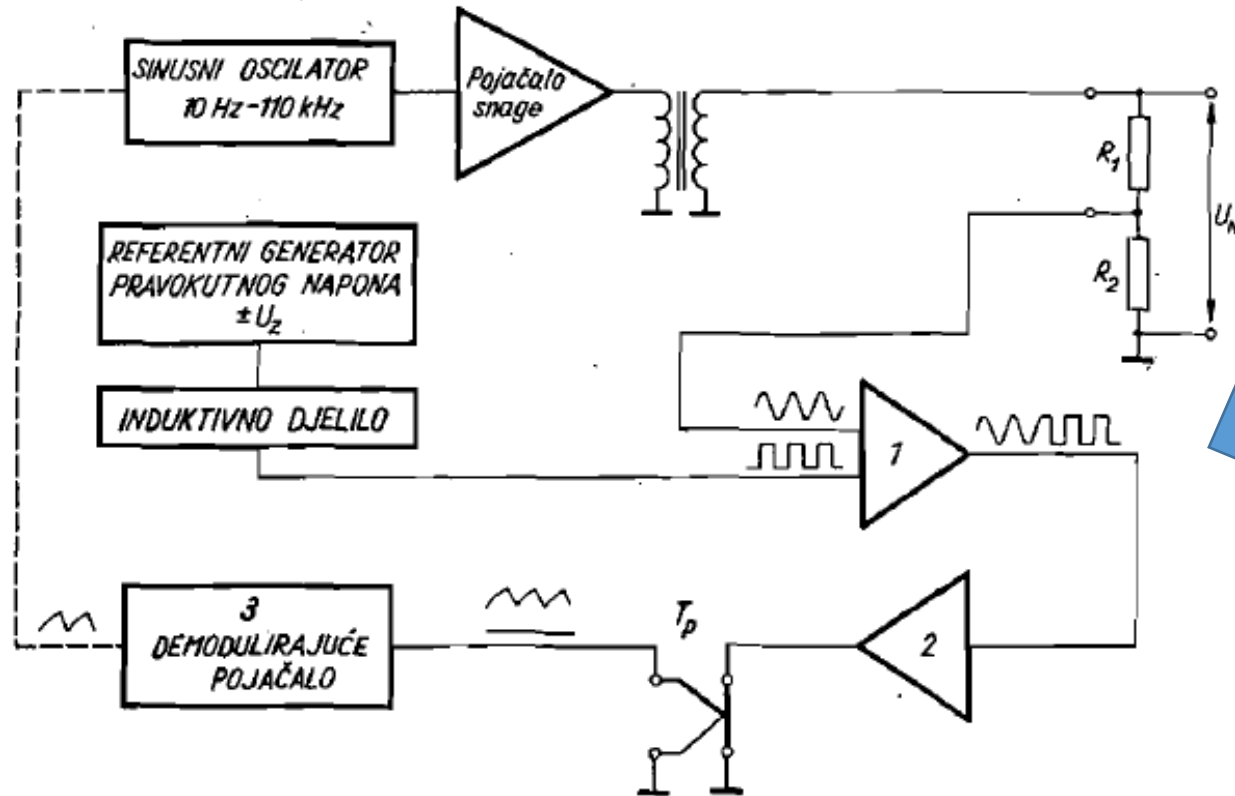 SINUSNI OSCILATOR
10 Hz-110 kHz
Pojačalo
snage
R1
R2
REFERENTNI GENERATOR
PRAVOKUTNOG NAPONA
±Uz
INDUKTIVNO DJELILO
1
2
Tp
3
DEMODULIRAJUĆE
POJAČALO